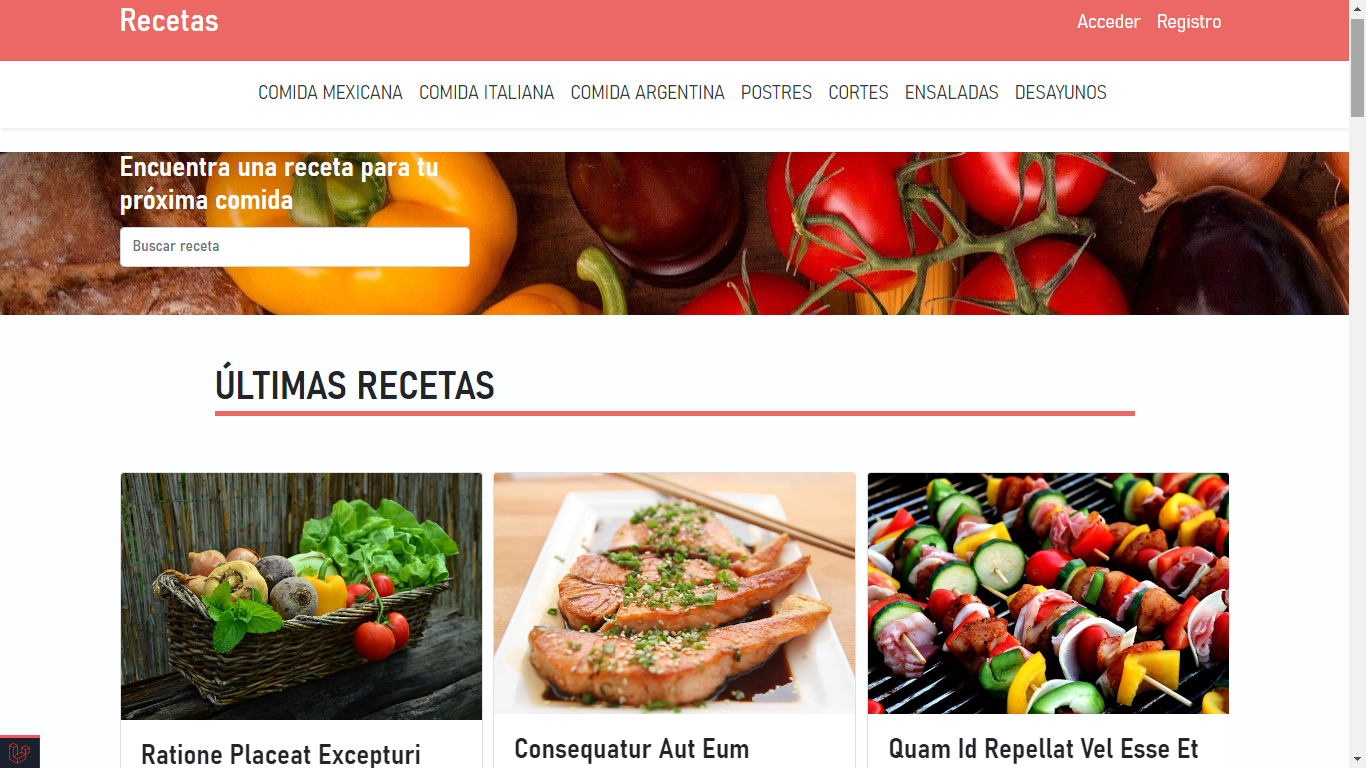 Recetas
Acceder Registro
COMIDA MEXICANA COMIDA ITALIANA COMIDA ARGENTINA POSTRES CORTES ENSALADAS DESAYUNOS
Encuentra una receta para tu
próxima comida
Buscar receta
ÚLTIMAS RECETAS
Ratione Placeat Excepturi
Consequatur Aut Eum
Quam Id Repellat Vel Esse Et